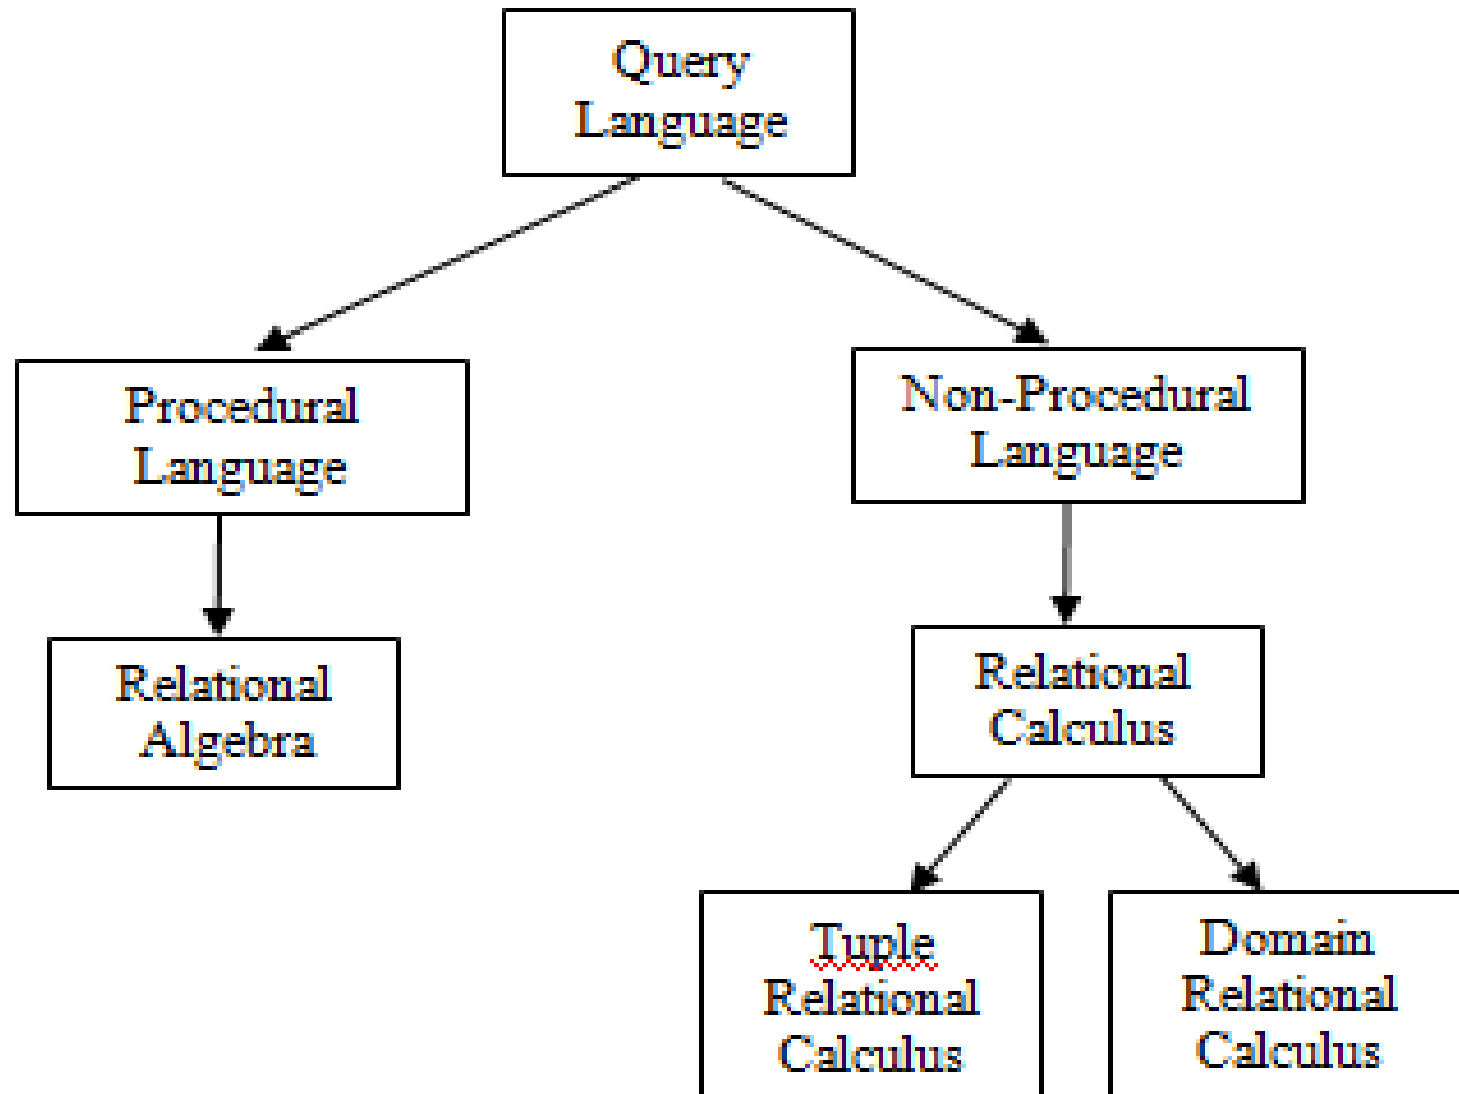 Query
Language
Procedural
Language
Non-Procedural
Language
Relational
Algebra
Relational
Calculus
Tuple
Relational
Calculus
Domain
Relational
Calculus